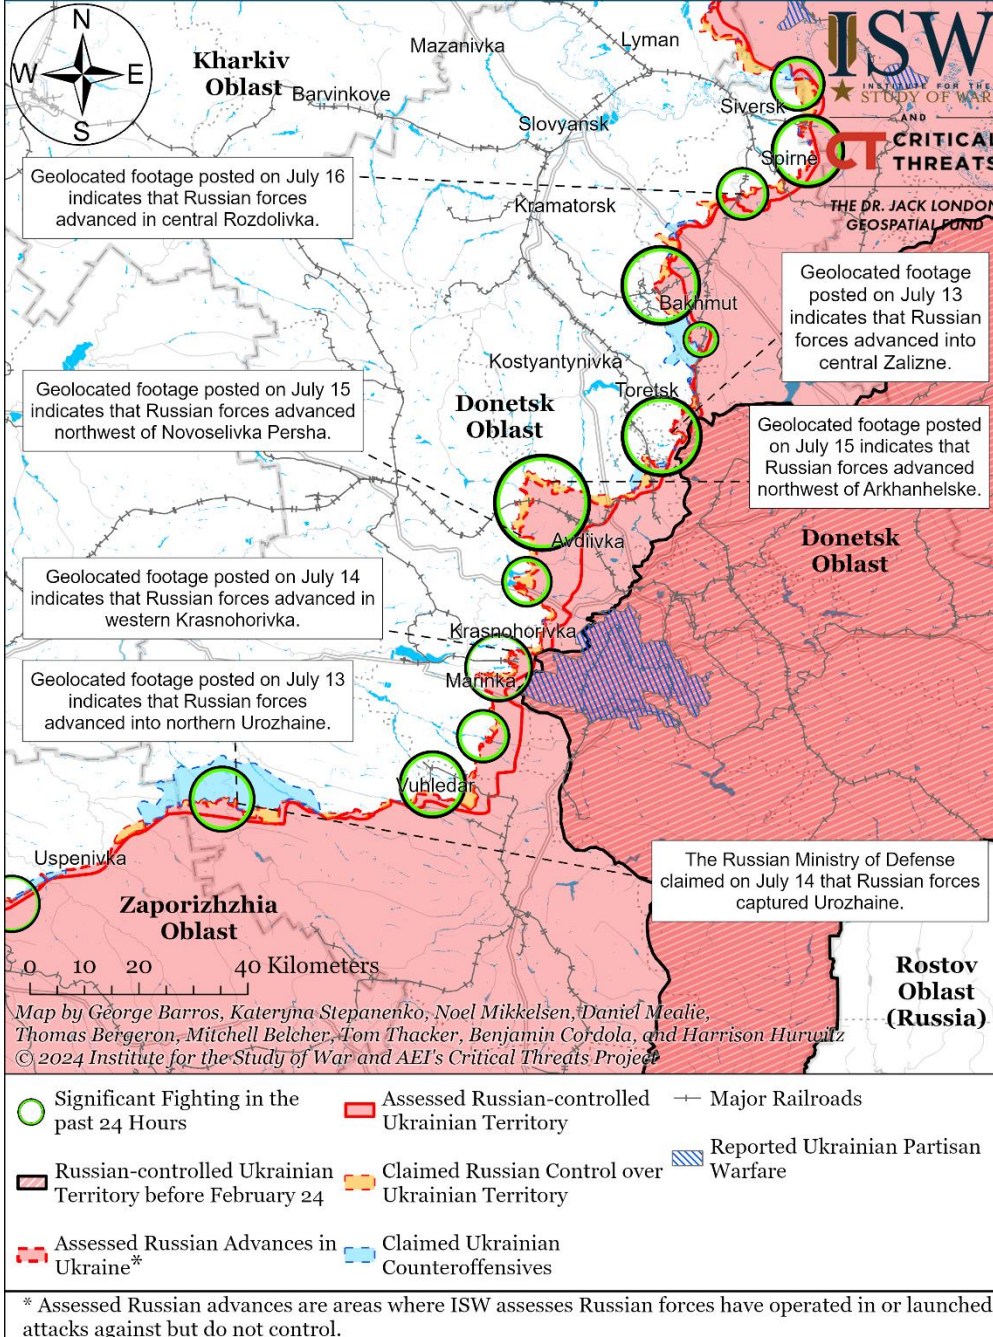 N
W E
S
Kharkiv
Oblast
Mazanivka
Lyman
Barvinkove
Slovyansk
Siversk
ISW
INSTITUTE FOR THE
STUDY OF WAR
AND
CT CRITICAL
THREATS
THE DR. JACK LONDON
GEOSPATIAL FUND
Spirne
Kramatorsk
Geolocated footage posted on July 16
indicates that Russian forces
advanced in central Rozdolivka.
Bakhmut
Geolocated footage
posted on July 13
indicates that Russian
forces advanced into
central Zalizne.
Kostyantynivka
Toretsk
Donetsk
Oblast
Geolocated footage posted on July 15
indicates that Russian forces advanced
northwest of Novoselivka Persha.
Geolocated footage posted
on July 15 indicates that
Russian forces advanced
northwest of Arkhanhelske.
Avdiivka
Donetsk
Oblast
Geolocated footage posted on July 14
indicates that Russian forces advanced in
western Krasnohorivka.
Krasnohorivka
Marinka
Geolocated footage posted on July 13
indicates that Russian forces
advanced into northern Urozhaine.
Vuhledar
Uspenivka
The Russian Ministry of Defense
claimed on July 14 that Russian forces
captured Urozhaine.
Zaporizhzhia
Oblast
Rostov
Oblast
(Russia)
0 10 20 40 Kilometers
Map by George Barros, Kateryna Stepanenko, Noel Mikkelsen, Daniel Mealie,
Thomas Bergeron, Mitchell Belcher, Tom Thacker, Benjamin Cordola, and Harrison Hurwitz
© 2024 Institute for the Study of War and AEI's Critical Threats Project
Significant Fighting in the
past 24 Hours
Russian-controlled Ukrainian
Territory before February 24
Assessed Russian Advances in
Ukraine*
Assessed Russian-controlled
Ukrainian Territory
Claimed Russian Control over
Ukrainian Territory
Claimed Ukrainian
Counteroffensives
Major Railroads
Reported Ukrainian Partisan
Warfare
* Assessed Russian advances are areas where ISW assesses Russian forces have operated in or launched
attacks against but do not control.